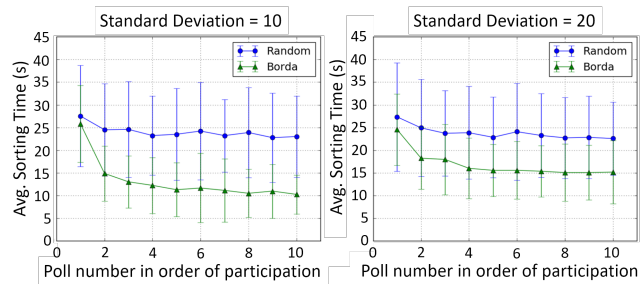 Standard Deviation = 10
Avg. Sorting Time (s)
45
40
35
30
25
20
15
10
5
0
Random
Borda
0 2 4 6 8 10
Poll number in order of participation
Standard Deviation = 20
Avg. Sorting Time (s)
45
40
35
30
25
20
15
10
5
0
Random
Borda
0 2 4 6 8 10
Poll number in order of participation